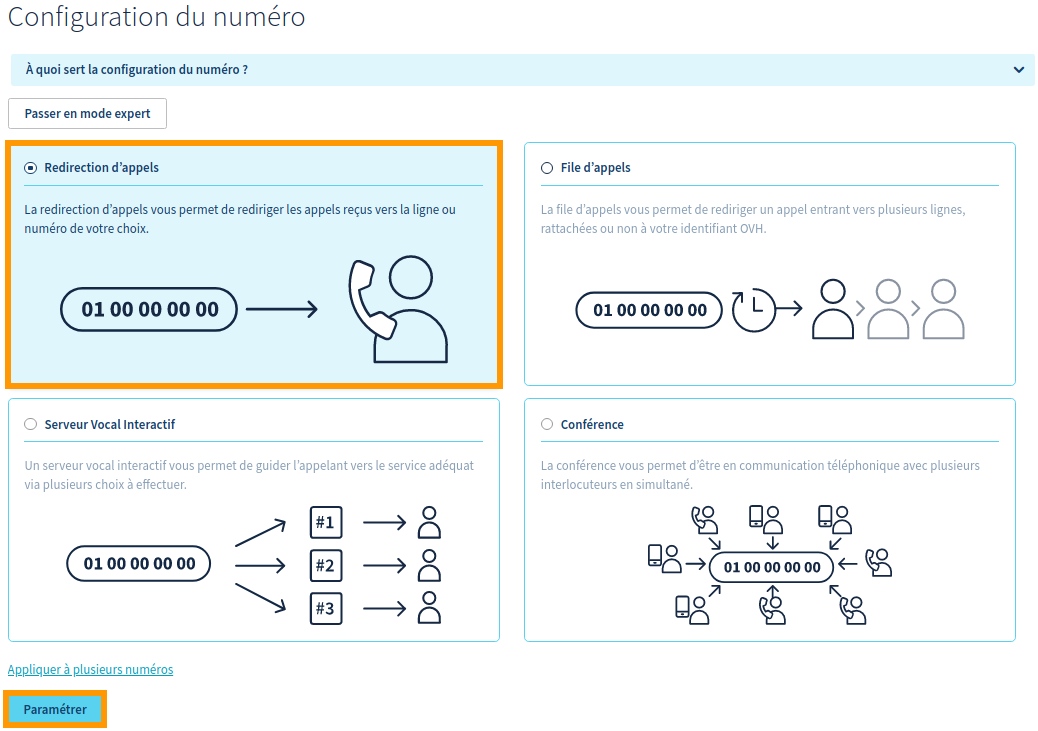 Configuration du numéro
À quoi sert la configuration du numéro ?
Passer en mode expert
Redirection d'appels
La redirection d'appels vous permet de rediriger les appels reçus vers la ligne ou
numéro de votre choix.
01 00 00 00 00
File d'appels
La file d'appels vous permet de rediriger un appel entrant vers plusieurs lignes,
rattachées ou non à votre identifiant OVH.
01 00 00 00 00
Serveur Vocal Interactif
Un serveur vocal interactif vous permet de guider l'appelant vers le service adéquat
via plusieurs choix à effectuer.
01 00 00 00 00
#1
#2
#3
Conférence
La conférence vous permet d'être en communication téléphonique avec plusieurs
interlocuteurs en simultané.
01 00 00 00 00
Appliquer à plusieurs numéros
Paramétrer